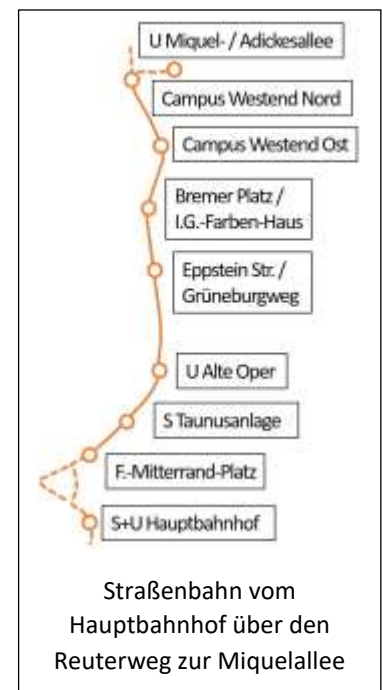 U Miquel- / Adickesallee
Campus Westend Nord
Campus Westend Ost
Bremer Platz /
I.G.-Farben-Haus
Eppstein Str. /
Grüneburgweg
U Alte Oper
S Taunusanlage
F.-Mitterrand-Platz
S+U Hauptbahnhof
Straßenbahn vom
Hauptbahnhof über den
Reuterweg zur Miquelallee